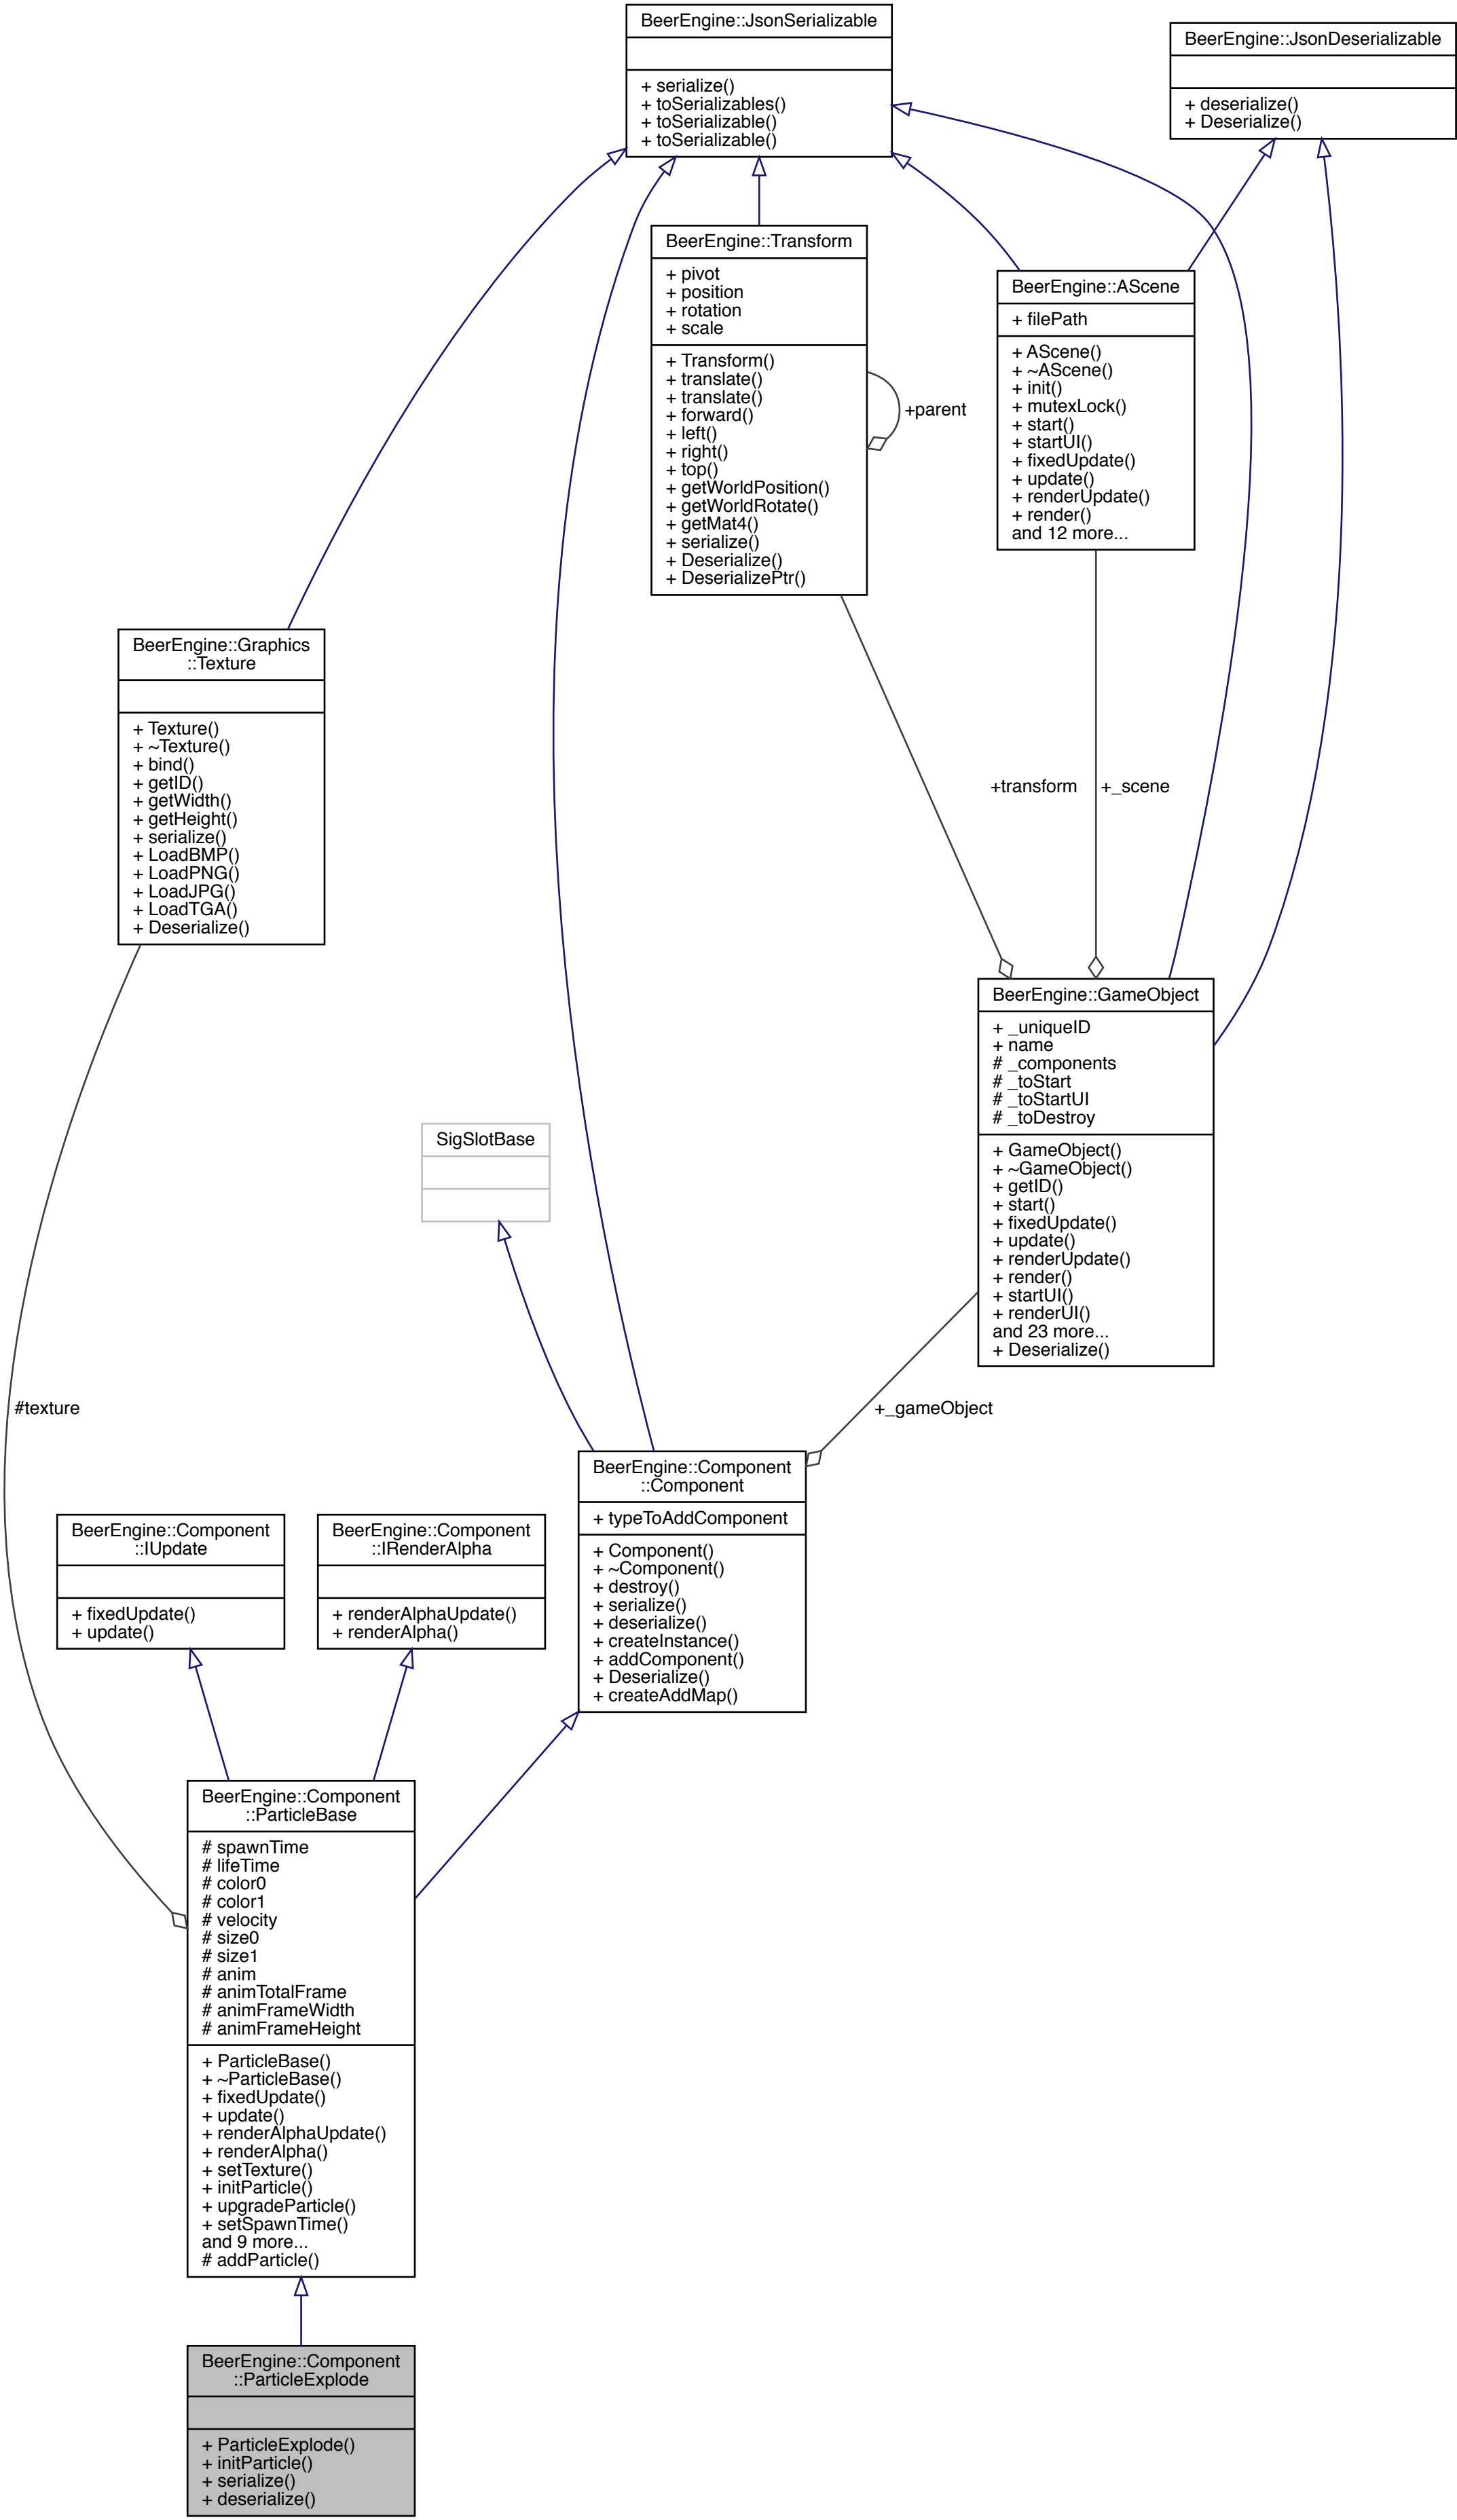 BeerEngine::JsonSerializable
+ serialize()
+ toSerializables()
+ toSerializable()
+ toSerializable()
BeerEngine::JsonDeserializable
+ deserialize()
+ Deserialize()
BeerEngine::Transform
+ pivot
+ position
+ rotation
+ scale
+ Transform()
+ translate()
+ translate()
+ forward()
+ left()
+ right()
+ top()
+ getWorldPosition()
+ getWorldRotate()
+ getMat4()
+ serialize()
+ Deserialize()
+ DeserializePtr()
+parent
BeerEngine::AScene
+ filePath
+ AScene()
+ ~AScene()
+ init()
+ mutexLock()
+ start()
+ startUI()
+ fixedUpdate()
+ update()
+ renderUpdate()
+ render()
and 12 more...
BeerEngine::Graphics
::Texture
+ Texture()
+ ~Texture()
+ bind()
+ getID()
+ getWidth()
+ getHeight()
+ serialize()
+ LoadBMP()
+ LoadPNG()
+ LoadJPG()
+ LoadTGA()
+ Deserialize()
+transform
+_scene
BeerEngine::GameObject
+ _uniqueID
+ name
# _components
# _toStart
# _toStartUI
# _toDestroy
+ GameObject()
+ ~GameObject()
+ getID()
+ start()
+ fixedUpdate()
+ update()
+ renderUpdate()
+ render()
+ startUI()
+ renderUI()
and 23 more...
+ Deserialize()
SigSlotBase
#texture
+_gameObject
BeerEngine::Component
::Component
+ typeToAddComponent
+ Component()
+ ~Component()
+ destroy()
+ serialize()
+ deserialize()
+ createInstance()
+ addComponent()
+ Deserialize()
+ createAddMap()
BeerEngine::Component
::IUpdate
+ fixedUpdate()
+ update()
BeerEngine::Component
::IRenderAlpha
+ renderAlphaUpdate()
+ renderAlpha()
BeerEngine::Component
::ParticleBase
# spawnTime
# lifeTime
# color0
# color1
# velocity
# size0
# size1
# anim
# animTotalFrame
# animFrameWidth
# animFrameHeight
+ ParticleBase()
+ ~ParticleBase()
+ fixedUpdate()
+ update()
+ renderAlphaUpdate()
+ renderAlpha()
+ setTexture()
+ initParticle()
+ upgradeParticle()
+ setSpawnTime()
and 9 more...
# addParticle()
BeerEngine::Component
::ParticleExplode
+ ParticleExplode()
+ initParticle()
+ serialize()
+ deserialize()